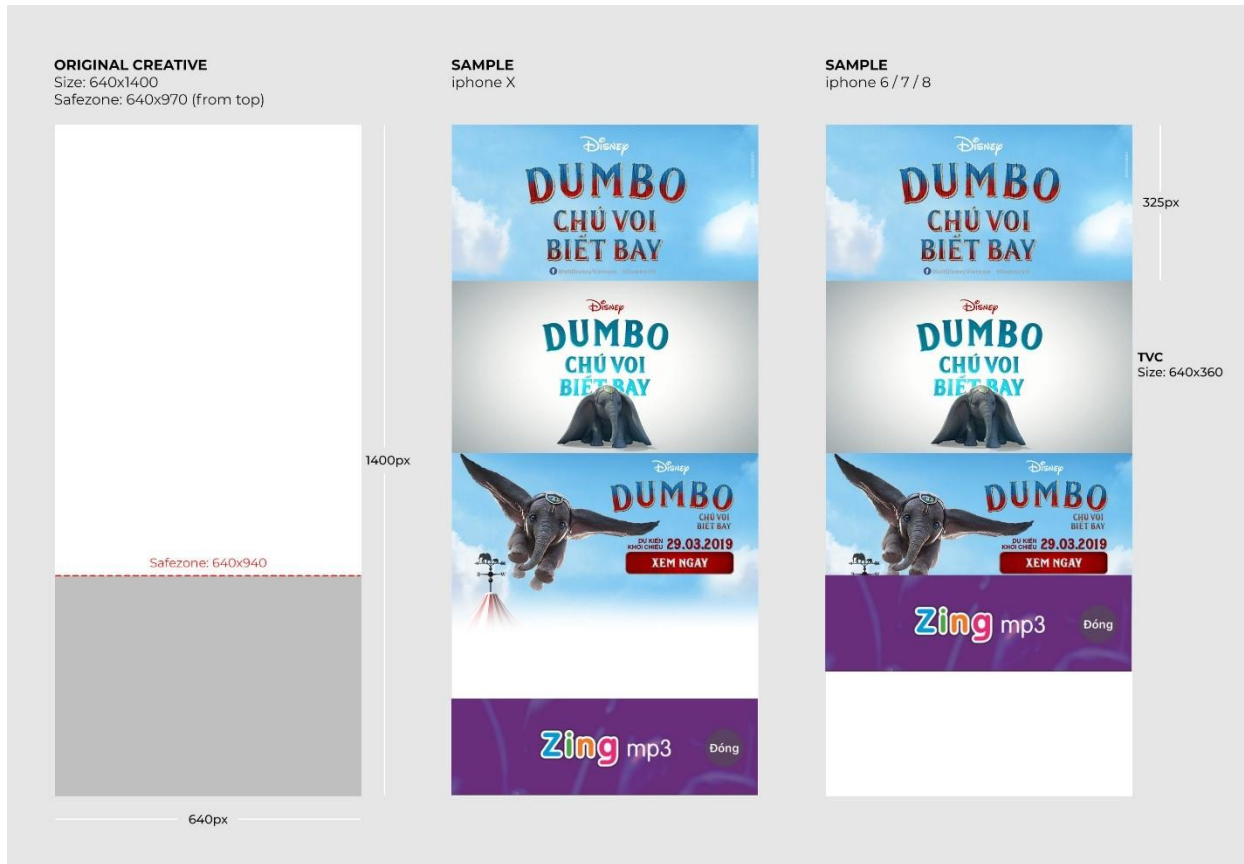 ORIGINAL CREATIVE
Size: 640x1400
Safezone: 640x970 (from top)
Safezone: 640x940
1400px
640px
SAMPLE
iphone X
Disney
DUMBO
CHÚ VOI
BIẾT BAY
Disney
DUMBO
CHÚ VOI
BIẾT BAY
Disney
DUMBO
CHÚ VOI
BIẾT BAY
DỰ KIẾN
KHỞI CHIẾU 29.03.2019
XEM NGAY
Zing mp3
Đóng
SAMPLE
iphone 6 / 7 / 8
Disney
DUMBO
CHÚ VOI
BIẾT BAY
Disney
DUMBO
CHÚ VOI
BIẾT BAY
Disney
DUMBO
CHÚ VOI
BIẾT BAY
DỰ KIẾN
KHỞI CHIẾU 29.03.2019
XEM NGAY
Zing mp3
Đóng
325px
TVC
Size: 640x360